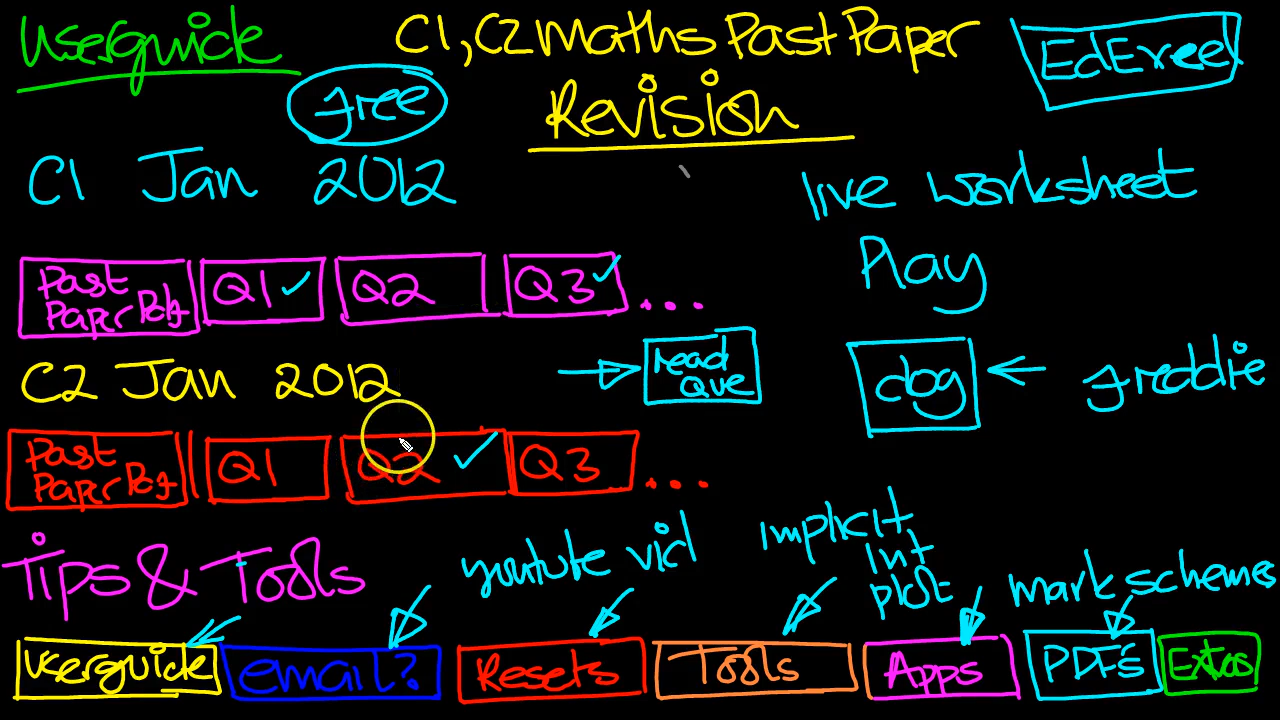 Userguide
C1, C2 Maths Past Paper
Revision
EdExcel
free
C1 Jan 2012
live worksheet
Play
Past Paper Pdf Q1 ✓ Q2 Q3 ✓ ...
C2 Jan 2012
read Que
dog
freddie
Past Paper Pdf Q1 Q2 ✓ Q3 ...
Tips & Tools
youtube vid
implicit
int
plot
mark schemes
Userguide email? Resets Tools Apps PDFS Extras